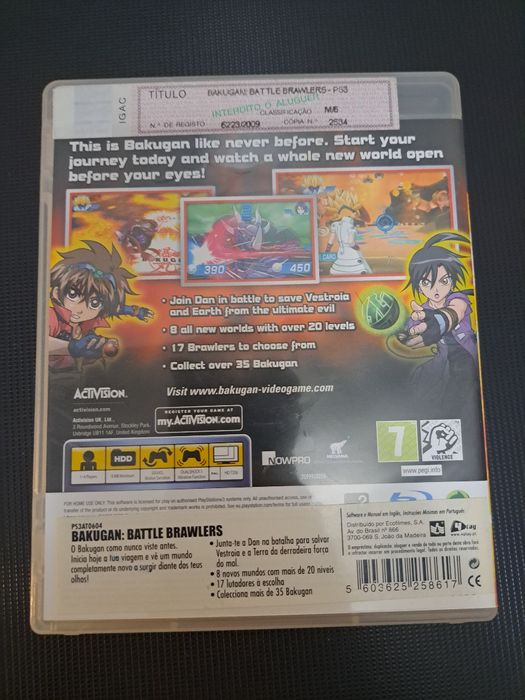 IGAC
TÍTULO BAKUGAN: BATTLE BRAWLERS - PS3
INTERDITO O ALUGUER
CLASSIFICAÇÃO M/6
N.º DE REGISTO 6223/2009 CÓPIA N.º 2534
This is Bakugan like never before. Start your
journey today and watch a whole new world open
before your eyes!
BAKUGAN
390 450
• Join Dan in battle to save Vestroia
and Earth from the ultimate evil
• 8 all new worlds with over 20 levels
• 17 Brawlers to choose from
• Collect over 35 Bakugan
Visit www.bakugan-videogame.com
ACTIVISION
activision.com
Activision UK, Ltd.
3 Roundwood Avenue, Stockley Park,
Uxbridge UB11 1AF, United Kingdom
REGISTER YOUR GAME AT
my.ACTIVISION.com
HDD
NOWPRO
MEGAMAN
7
VIOLENCE
www.pegi.info
FOR HOME USE ONLY
PS3AT0604
BAKUGAN: BATTLE BRAWLERS
O Bakugan como nunca viste antes.
Inicia hoje a tua viagem e vê um mundo
completamente novo a surgir diante dos teus
olhos!
• Junta-te a Dan na batalha para salvar
Vestroia e a Terra da derradeira força
do mal.
• 8 novos mundos com mais de 20 níveis
• 17 lutadores à escolha
• Colecciona mais de 35 Bakugan
Software e Manual em Inglês, Instruções Mínimas em Português
Distribuído por Ecofilmes, S.A.
Av. do Brasil nº 866
3700-069 S. João da Madeira
CE
5 603625 258617